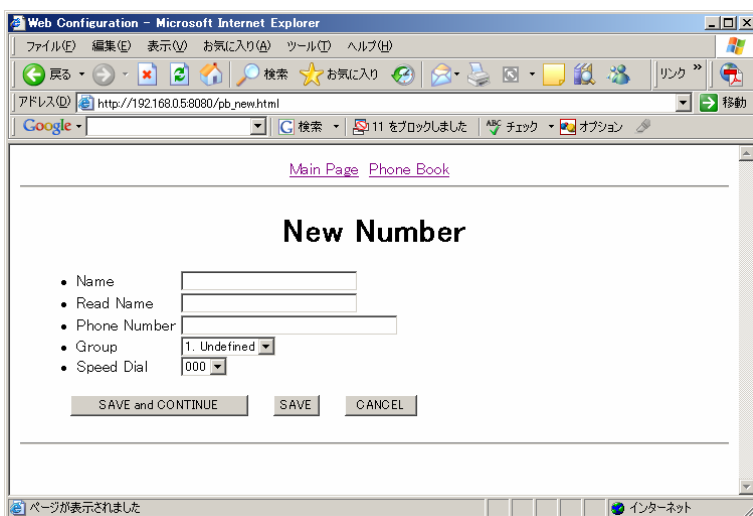 Web Configuration - Microsoft Internet Explorer
ファイル(F) 編集(E) 表示(V) お気に入り(A) ツール(T) ヘルプ(H)
戻る 検索 お気に入り リンク »
アドレス(D) http://192.168.0.5:8080/pb_new.html 移動
Google 検索 11 をブロックしました ABC チェック オプション
Main Page Phone Book
New Number
• Name
• Read Name
• Phone Number
• Group 1. Undefined
• Speed Dial 000
SAVE and CONTINUE SAVE CANCEL
ページが表示されました インターネット